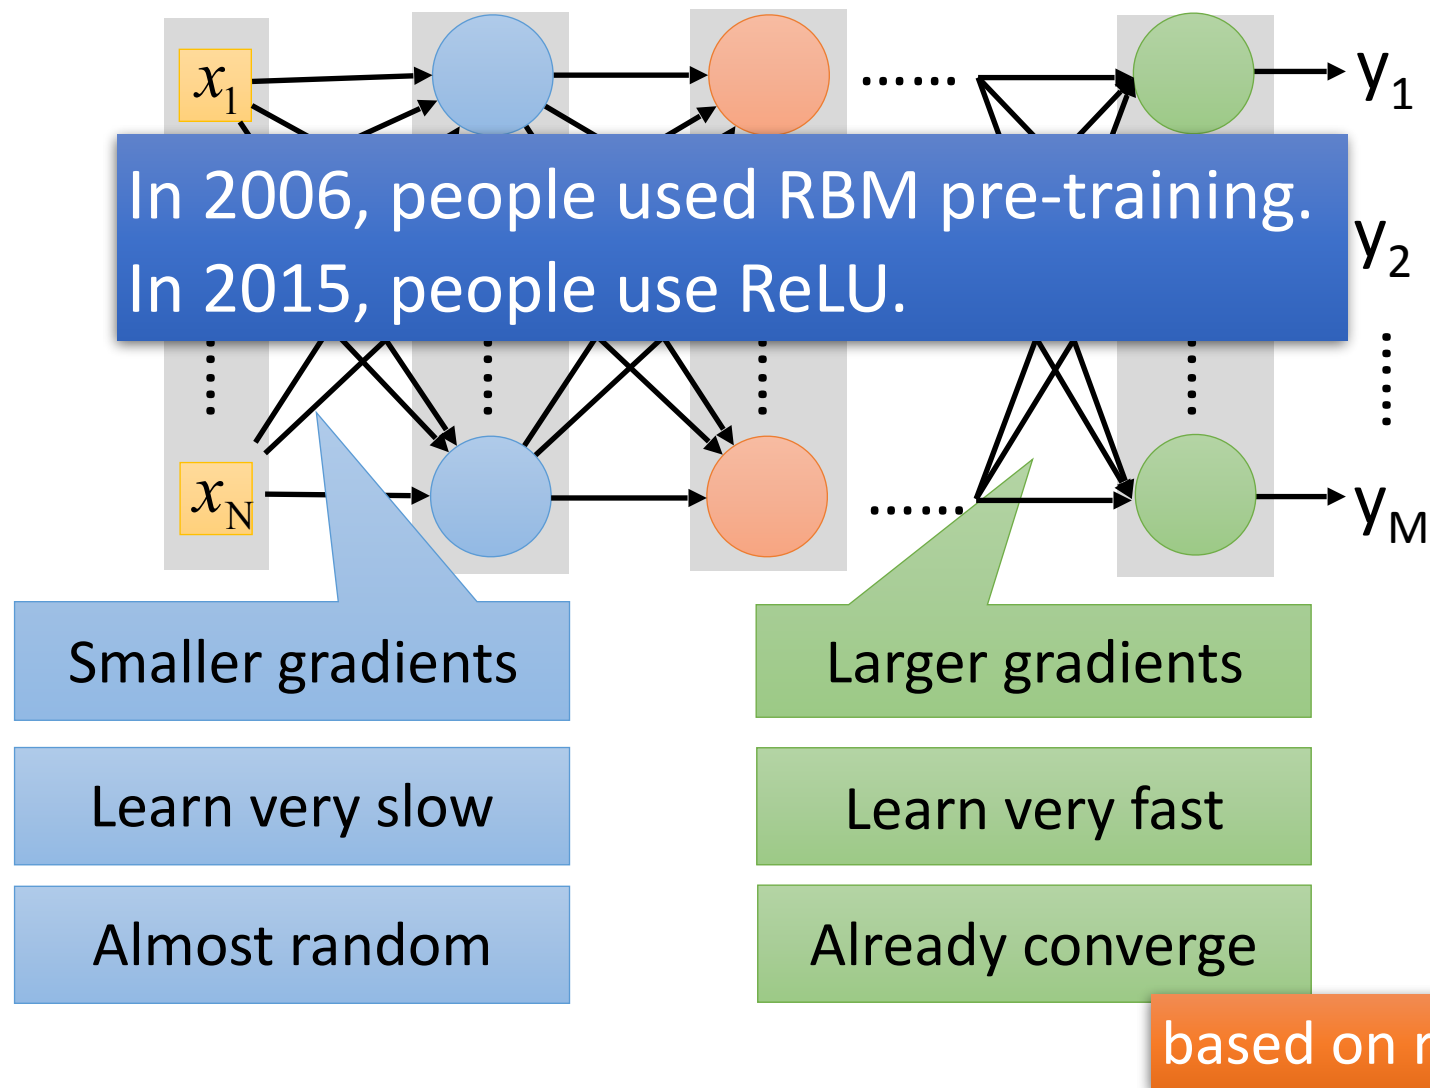 x1
y1
In 2006, people used RBM pre-training.
In 2015, people use ReLU.
y2
xN
yM
Smaller gradients
Larger gradients
Learn very slow
Learn very fast
Almost random
Already converge
based on